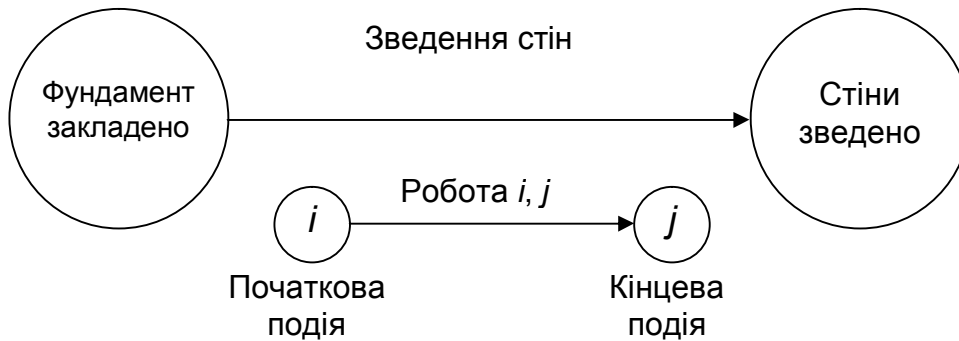 Зведення стін
Фундамент
закладено
Стіни
зведено
Робота i, j
i
j
Початкова
подія
Кінцева
подія